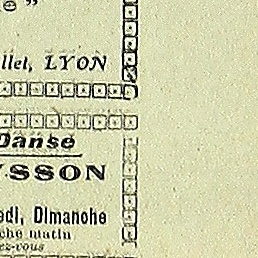 e "
llet, LYON
Danse
YSSON
edi, Dimanche
che matin
ez-vous